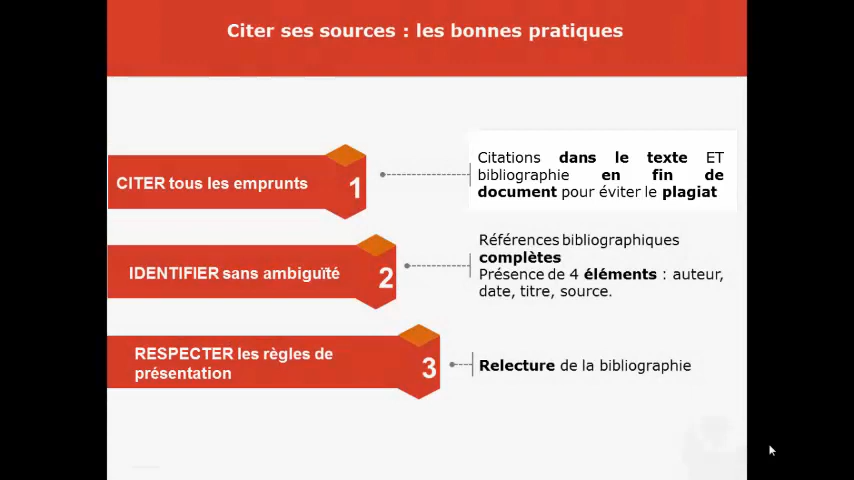 Citer ses sources : les bonnes pratiques
CITER tous les emprunts
1
Citations dans le texte ET
bibliographie en fin de
document pour éviter le plagiat
IDENTIFIER sans ambiguïté
2
Références bibliographiques
complètes
Présence de 4 éléments : auteur,
date, titre, source.
RESPECTER les règles de
présentation
3
Relecture de la bibliographie